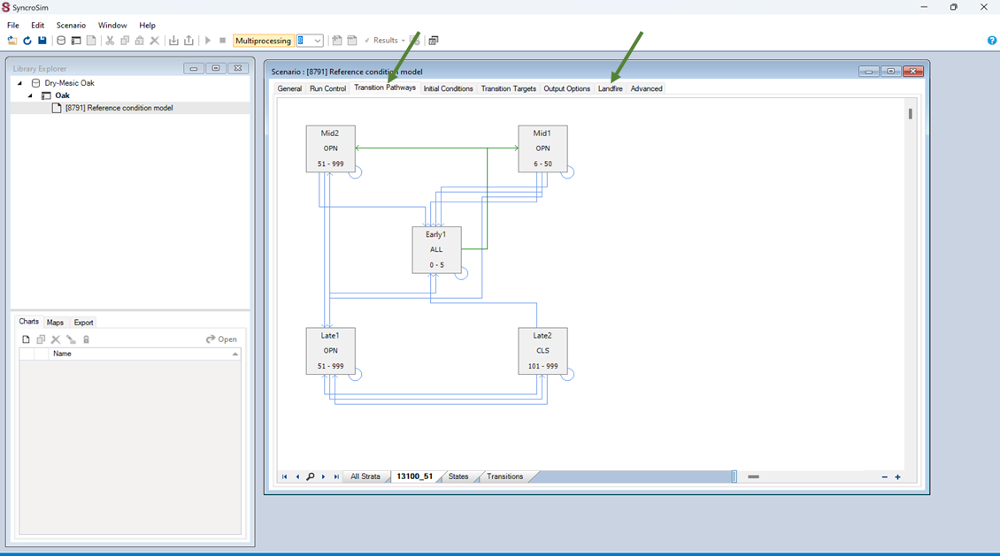 SyncroSim
File Edit Scenario Window Help
Multiprocessing 8 Results
Library Explorer
Dry-Mesic Oak
Oak
[8791] Reference condition model
Charts Maps Export
Open
Name
Scenario : [8791] Reference condition model
General Run Control Transition Pathways Initial Conditions Transition Targets Output Options Landfire Advanced
Mid2
OPN
51 - 999
Mid1
OPN
6 - 50
Early1
ALL
0 - 5
Late1
OPN
51 - 999
Late2
CLS
101 - 999
All Strata 13100_51 States Transitions